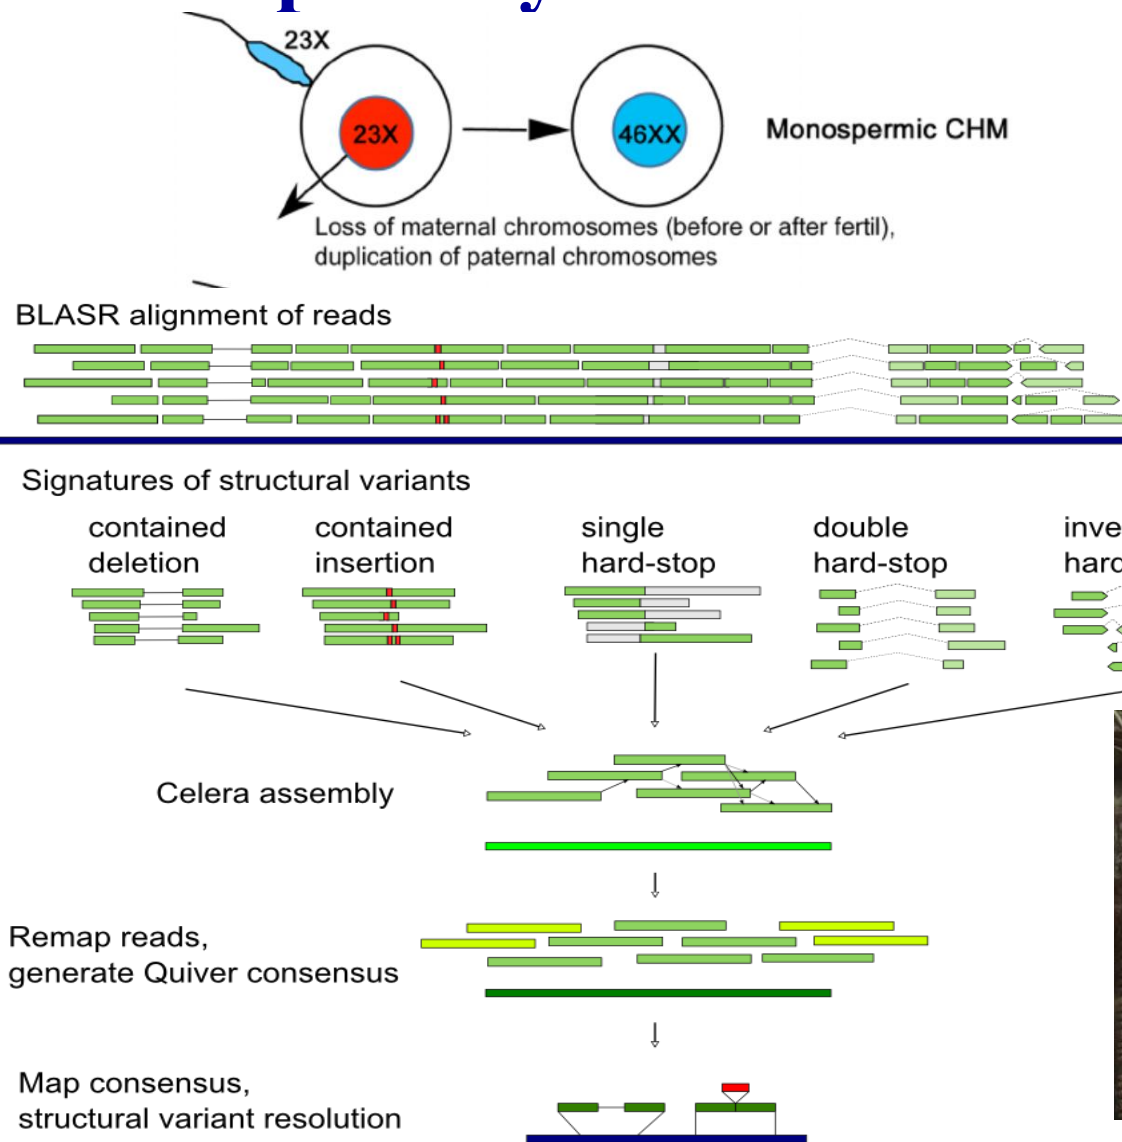 23X
23X
46XX
Monospermic CHM
Loss of maternal chromosomes (before or after fertil),
duplication of paternal chromosomes
BLASR alignment of reads
Signatures of structural variants
contained
deletion
contained
insertion
single
hard-stop
double
hard-stop
inve
hard
Celera assembly
Remap reads,
generate Quiver consensus
Map consensus,
structural variant resolution